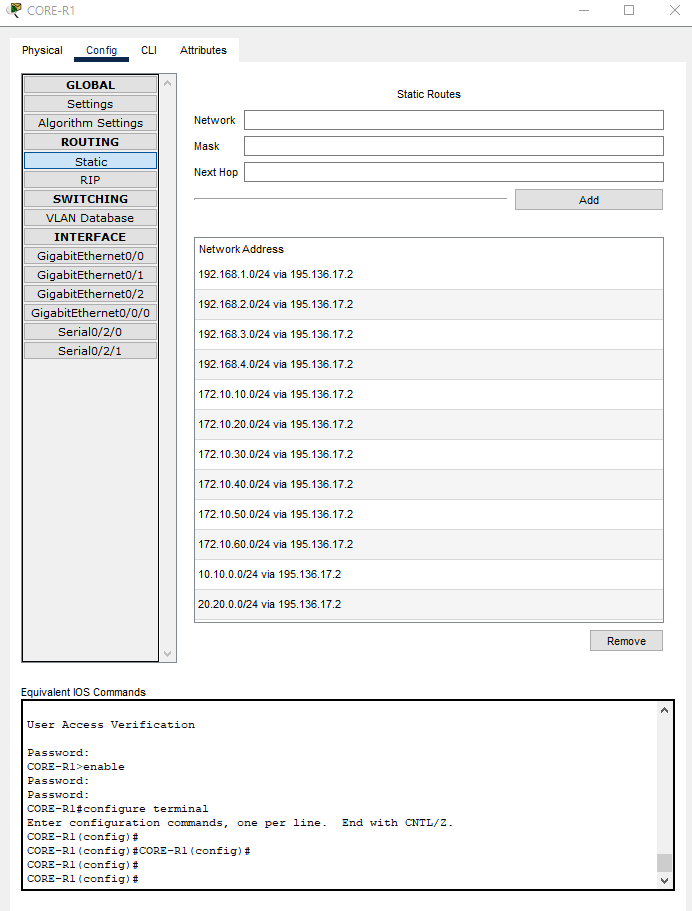 CORE-R1
Physical Config CLI Attributes
GLOBAL
Settings
Algorithm Settings
ROUTING
Static
RIP
SWITCHING
VLAN Database
INTERFACE
GigabitEthernet0/0
GigabitEthernet0/1
GigabitEthernet0/2
GigabitEthernet0/0/0
Serial0/2/0
Serial0/2/1
Static Routes
Network
Mask
Next Hop
Add
Network Address
192.168.1.0/24 via 195.136.17.2
192.168.2.0/24 via 195.136.17.2
192.168.3.0/24 via 195.136.17.2
192.168.4.0/24 via 195.136.17.2
172.10.10.0/24 via 195.136.17.2
172.10.20.0/24 via 195.136.17.2
172.10.30.0/24 via 195.136.17.2
172.10.40.0/24 via 195.136.17.2
172.10.50.0/24 via 195.136.17.2
172.10.60.0/24 via 195.136.17.2
10.10.0.0/24 via 195.136.17.2
20.20.0.0/24 via 195.136.17.2
Remove
Equivalent IOS Commands
User Access Verification
Password:
CORE-R1>enable
Password:
Password:
CORE-R1#configure terminal
Enter configuration commands, one per line.  End with CNTL/Z.
CORE-R1(config)#
CORE-R1(config)#CORE-R1(config)#
CORE-R1(config)#
CORE-R1(config)#